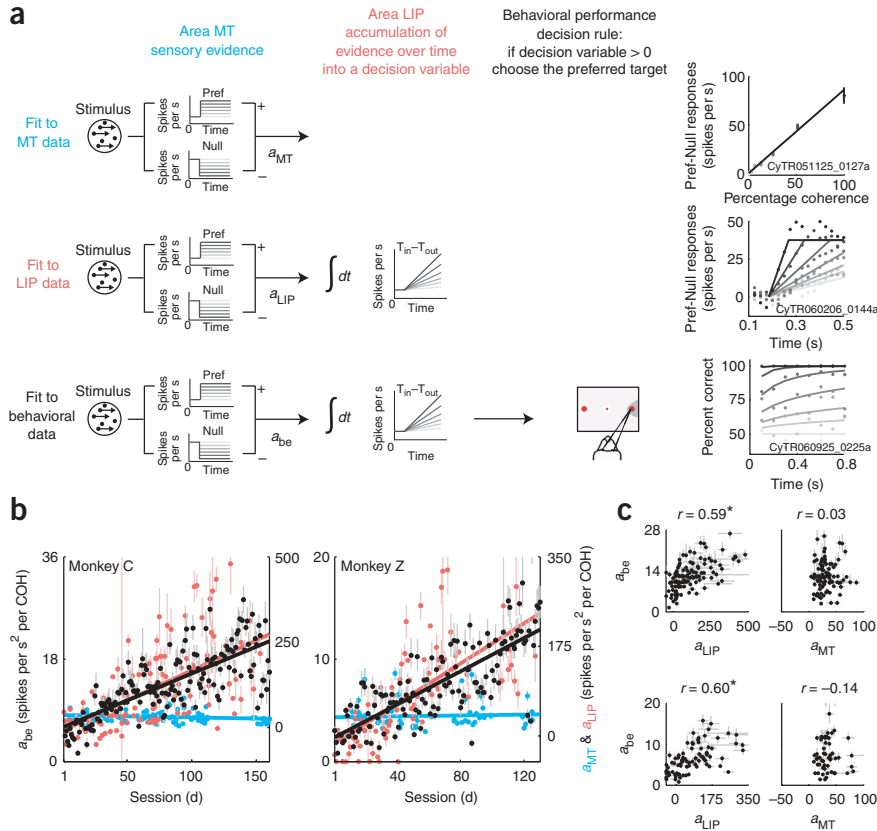 a
Area MT
sensory evidence
Area LIP
accumulation of
evidence over time
into a decision variable
Behavioral performance
decision rule:
if decision variable > 0
choose the preferred target
Fit to
MT data
Stimulus
Spikes
per s
Pref
0
Time
Spikes
per s
Null
0
Time
+
−
aMT
Pref-Null responses
(spikes per s)
100
50
0
0
50
100
CyTR051125_0127a
Percentage coherence
Fit to
LIP data
Stimulus
Spikes
per s
Pref
0
Time
Spikes
per s
Null
0
Time
+
−
aLIP
∫ dt
Spikes per s
Tin−Tout
Time
Pref-Null responses
(spikes per s)
50
25
0
CyTR060206_0144a
0.1
0.3
0.5
Time (s)
Fit to
behavioral
data
Stimulus
Spikes
per s
Pref
0
Time
Spikes
per s
Null
0
Time
+
−
abe
∫ dt
Spikes per s
Tin−Tout
Time
Percent correct
100
75
50
CyTR060925_0225a
0
0.4
0.8
Time (s)
b
Monkey C
abe (spikes per s² per COH)
36
18
0
500
250
0
1
50
100
150
Session (d)
Monkey Z
20
10
0
350
175
0
1
40
80
120
Session (d)
aMT & aLIP (spikes per s² per COH)
c
r = 0.59*
abe
28
14
0
0
250
500
aLIP
r = 0.03
−50
0
50
100
aMT
r = 0.60*
abe
20
10
0
0
175
350
aLIP
r = −0.14
−50
0
50
100
aMT